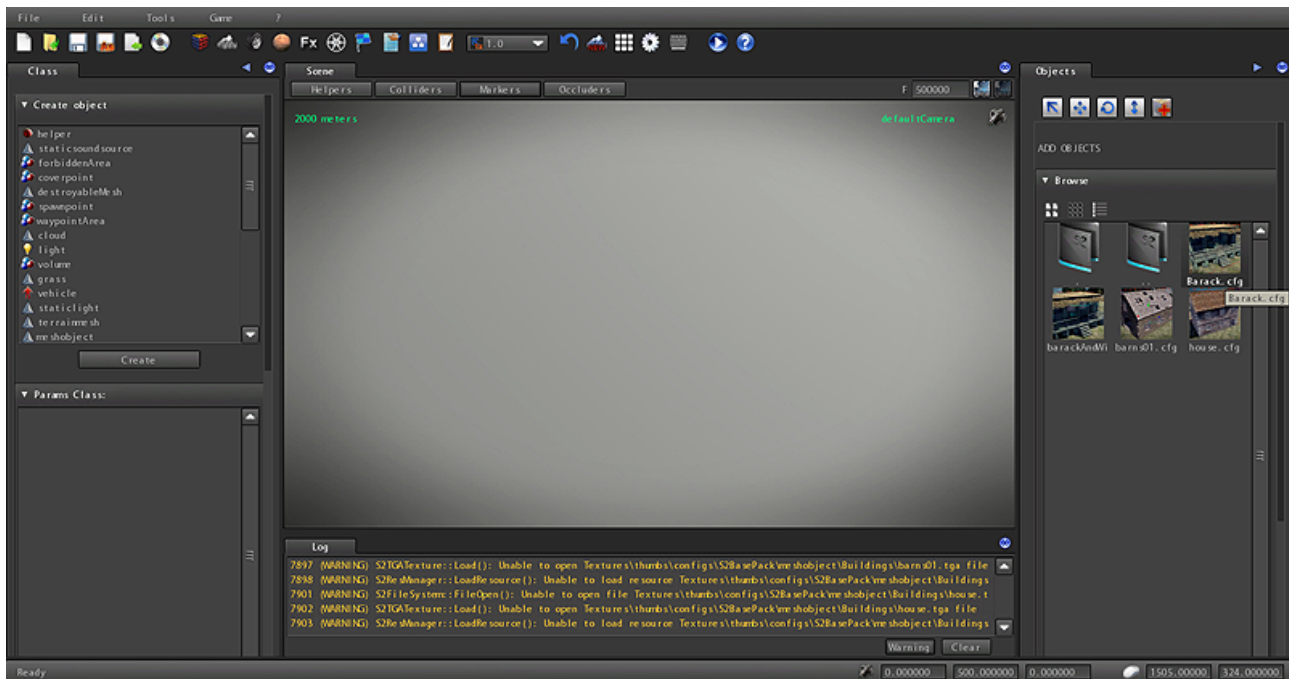 File Edit Tools Game ?
Fx 1.0
Class
Create object
helper
staticsoundsource
forbiddenArea
coverpoint
destroyableMesh
spawnpoint
waypointArea
cloud
light
volume
grass
vehicle
staticlight
terrainmesh
meshobject
Create
Params Class:
Scene
Helpers Colliders Markers Occluders F 500000
2000 meters defaultCamera
Log
7897 (WARNING) S2TGATexture::Load(): Unable to open Textures\thumbs\configs\S2BasePack\meshobject\Buildings\barns01.tga file
7898 (WARNING) S2ResManager::LoadResource(): Unable to load resource Textures\thumbs\configs\S2BasePack\meshobject\Buildings
7901 (WARNING) S2FileSystem::FileOpen(): Unable to open file Textures\thumbs\configs\S2BasePack\meshobject\Buildings\house.t
7902 (WARNING) S2TGATexture::Load(): Unable to open Textures\thumbs\configs\S2BasePack\meshobject\Buildings\house.tga file
7903 (WARNING) S2ResManager::LoadResource(): Unable to load resource Textures\thumbs\configs\S2BasePack\meshobject\Buildings
Warning Clear
Objects
ADD OBJECTS
Browse
. .. Barack.cfg
Barack.cfg
barackAndWi barns01.cfg house.cfg
Ready 0.000000 500.000000 0.000000 1505.00000 324.000000